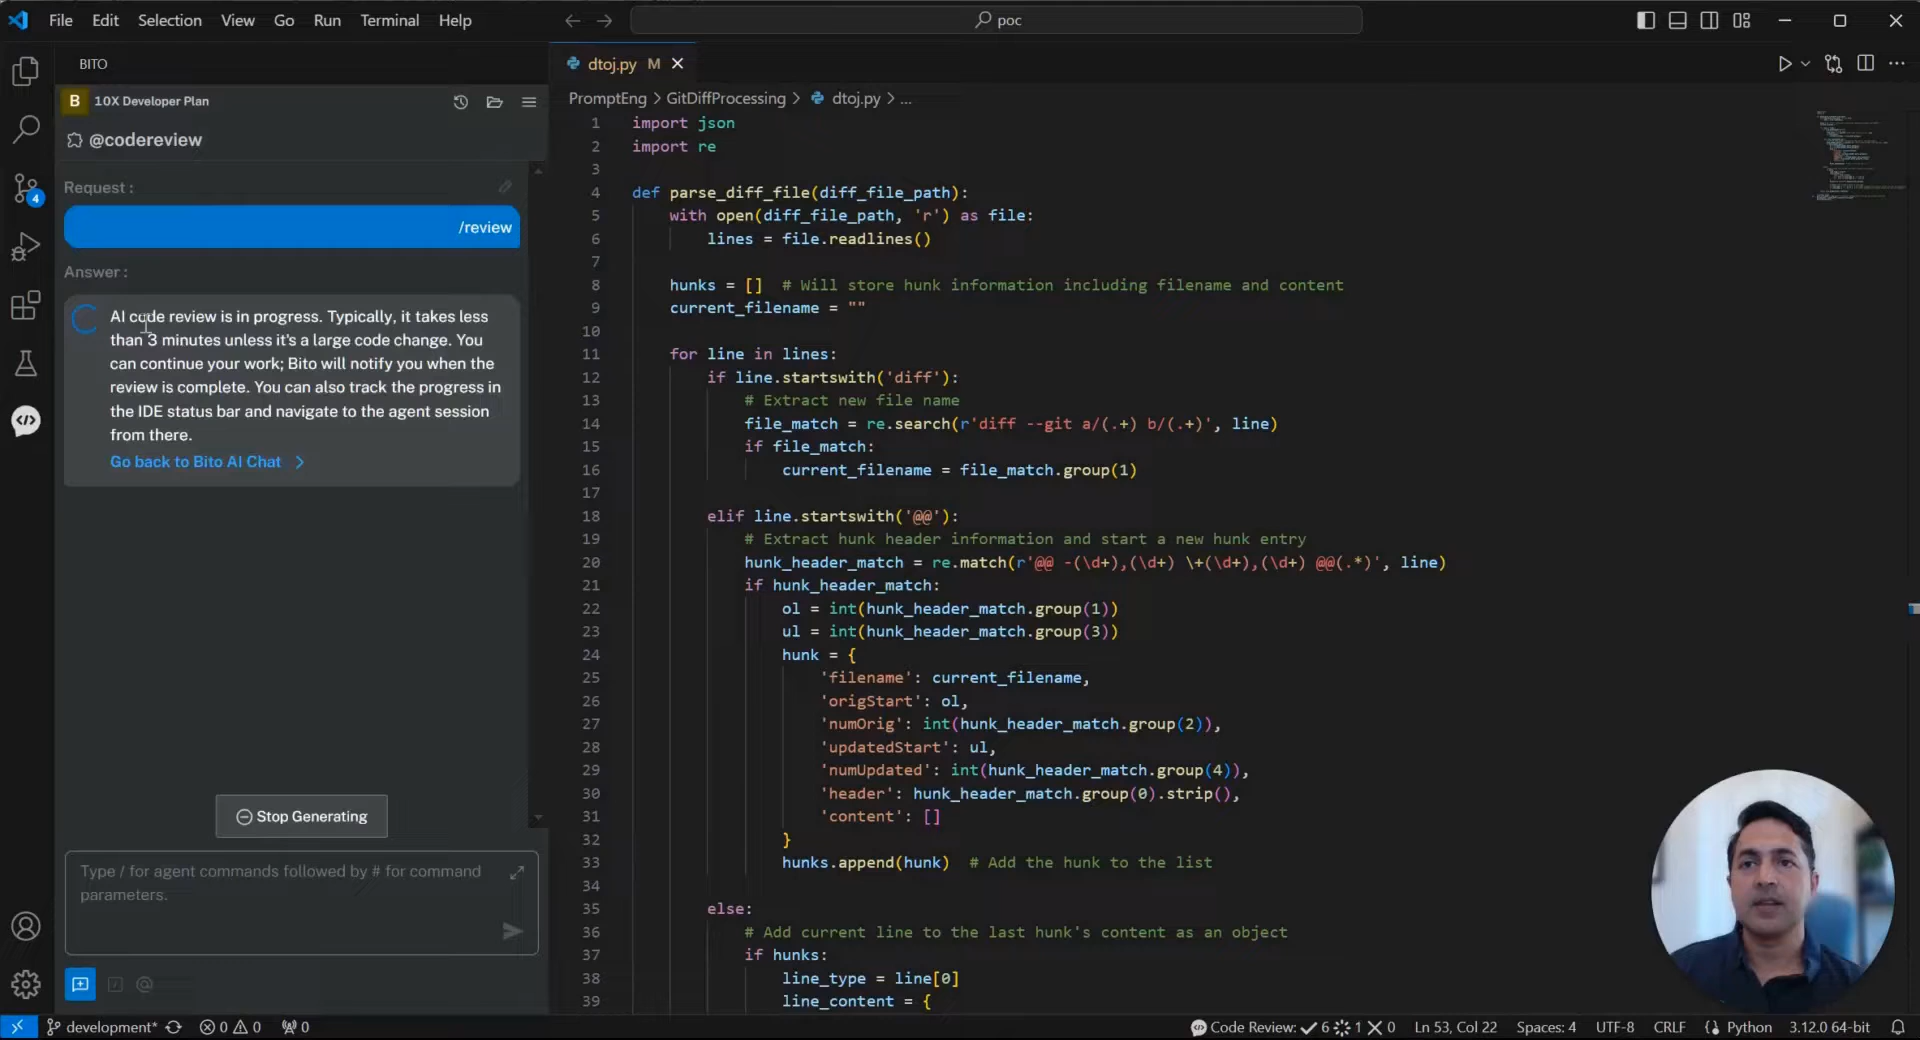 File Edit Selection View Go Run Terminal Help
poc
BITO
B 10X Developer Plan
@codereview
Request :
/review
Answer :
AI code review is in progress. Typically, it takes less
than 3 minutes unless it's a large code change. You
can continue your work; Bito will notify you when the
review is complete. You can also track the progress in
the IDE status bar and navigate to the agent session
from there.
Go back to Bito AI Chat >
Stop Generating
Type / for agent commands followed by # for command
parameters.
4
dtoj.py M
PromptEng > GitDiffProcessing > dtoj.py > ...
1 import json
2 import re
3
4 def parse_diff_file(diff_file_path):
5 with open(diff_file_path, 'r') as file:
6 lines = file.readlines()
7
8 hunks = [] # Will store hunk information including filename and content
9 current_filename = ""
10
11 for line in lines:
12 if line.startswith('diff'):
13 # Extract new file name
14 file_match = re.search(r'diff --git a/(.+) b/(.+)', line)
15 if file_match:
16 current_filename = file_match.group(1)
17
18 elif line.startswith('@@'):
19 # Extract hunk header information and start a new hunk entry
20 hunk_header_match = re.match(r'@@ -(\d+),(\d+) \+(\d+),(\d+) @@(.*)', line)
21 if hunk_header_match:
22 ol = int(hunk_header_match.group(1))
23 ul = int(hunk_header_match.group(3))
24 hunk = {
25 'filename': current_filename,
26 'origStart': ol,
27 'numOrig': int(hunk_header_match.group(2)),
28 'updatedStart': ul,
29 'numUpdated': int(hunk_header_match.group(4)),
30 'header': hunk_header_match.group(0).strip(),
31 'content': []
32 }
33 hunks.append(hunk) # Add the hunk to the list
34
35 else:
36 # Add current line to the last hunk's content as an object
37 if hunks:
38 line_type = line[0]
39 line_content = {
development* 0 0 0 Code Review: 6 1 0 Ln 53, Col 22 Spaces: 4 UTF-8 CRLF Python 3.12.0 64-bit